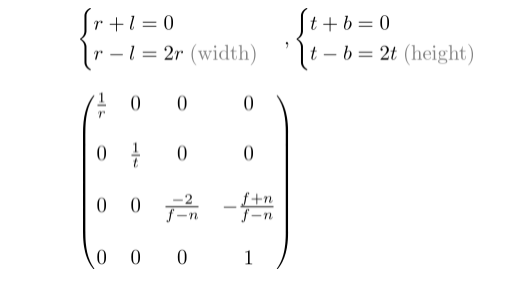 { r + l = 0
r − l = 2r (width)
, { t + b = 0
t − b = 2t (height)
( 1/r 0 0 0
0 1/t 0 0
0 0 −2/f−n −f+n/f−n
0 0 0 1 )